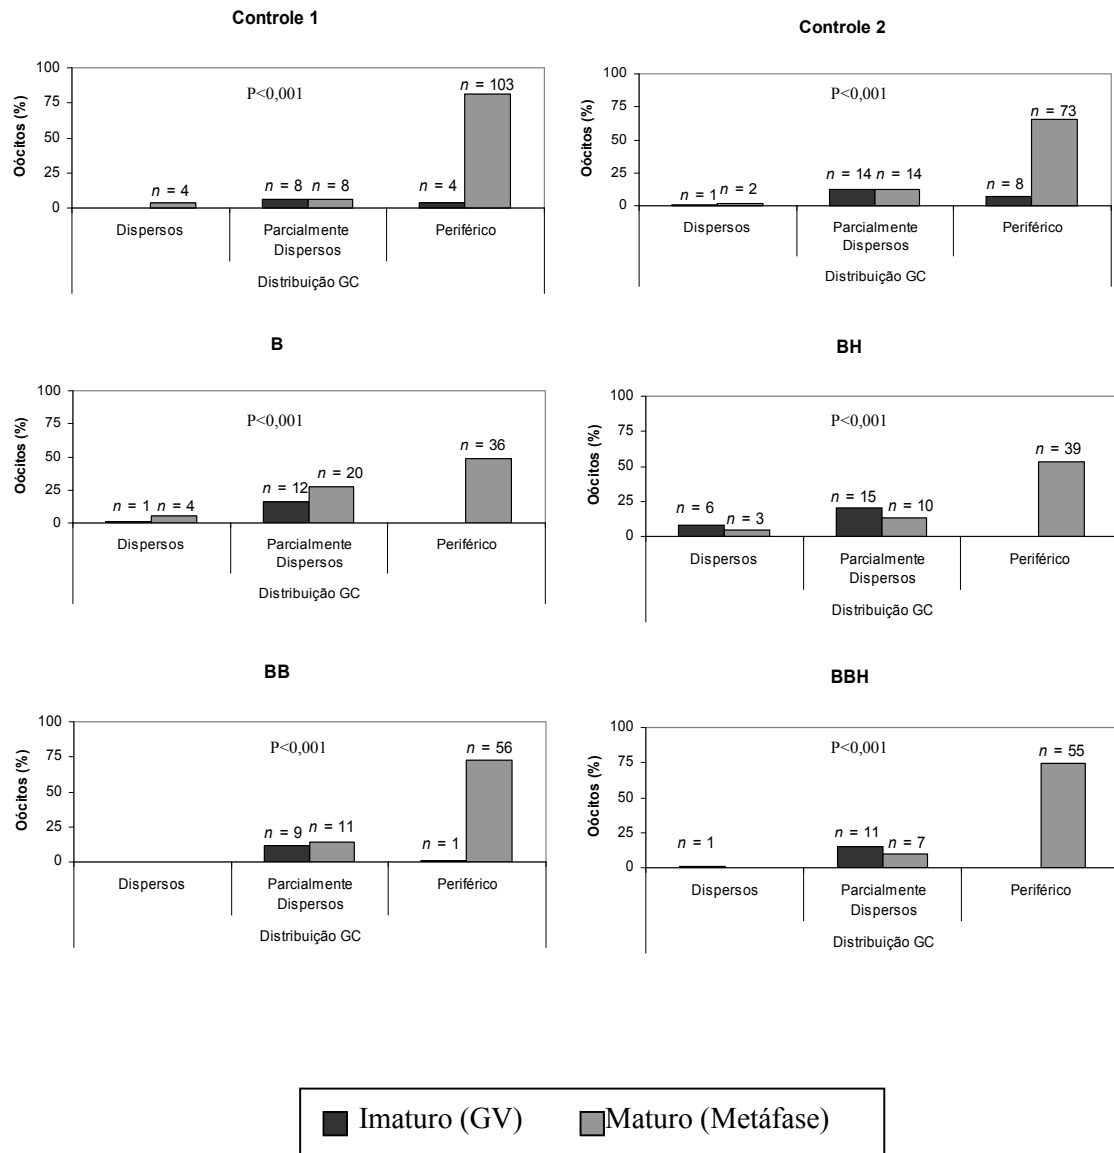 Controle 1
Oócitos (%)
100
75
50
25
0
P<0,001
n = 4
n = 8
n = 8
n = 4
n = 103
Dispersos
Parcialmente
Dispersos
Periférico
Distribuição GC
Controle 2
Oócitos (%)
100
75
50
25
0
P<0,001
n = 1
n = 2
n = 14
n = 14
n = 8
n = 73
Dispersos
Parcialmente
Dispersos
Periférico
Distribuição GC
B
Oócitos (%)
100
75
50
25
0
P<0,001
n = 1
n = 4
n = 12
n = 20
n = 36
Dispersos
Parcialmente
Dispersos
Periférico
Distribuição GC
BH
Oócitos (%)
100
75
50
25
0
P<0,001
n = 6
n = 3
n = 15
n = 10
n = 39
Dispersos
Parcialmente
Dispersos
Periférico
Distribuição GC
BB
Oócitos (%)
100
75
50
25
0
P<0,001
n = 9
n = 11
n = 1
n = 56
Dispersos
Parcialmente
Dispersos
Periférico
Distribuição GC
BBH
Oócitos (%)
100
75
50
25
0
P<0,001
n = 1
n = 11
n = 7
n = 55
Dispersos
Parcialmente
Dispersos
Periférico
Distribuição GC
Imaturo (GV) Maturo (Metáfase)